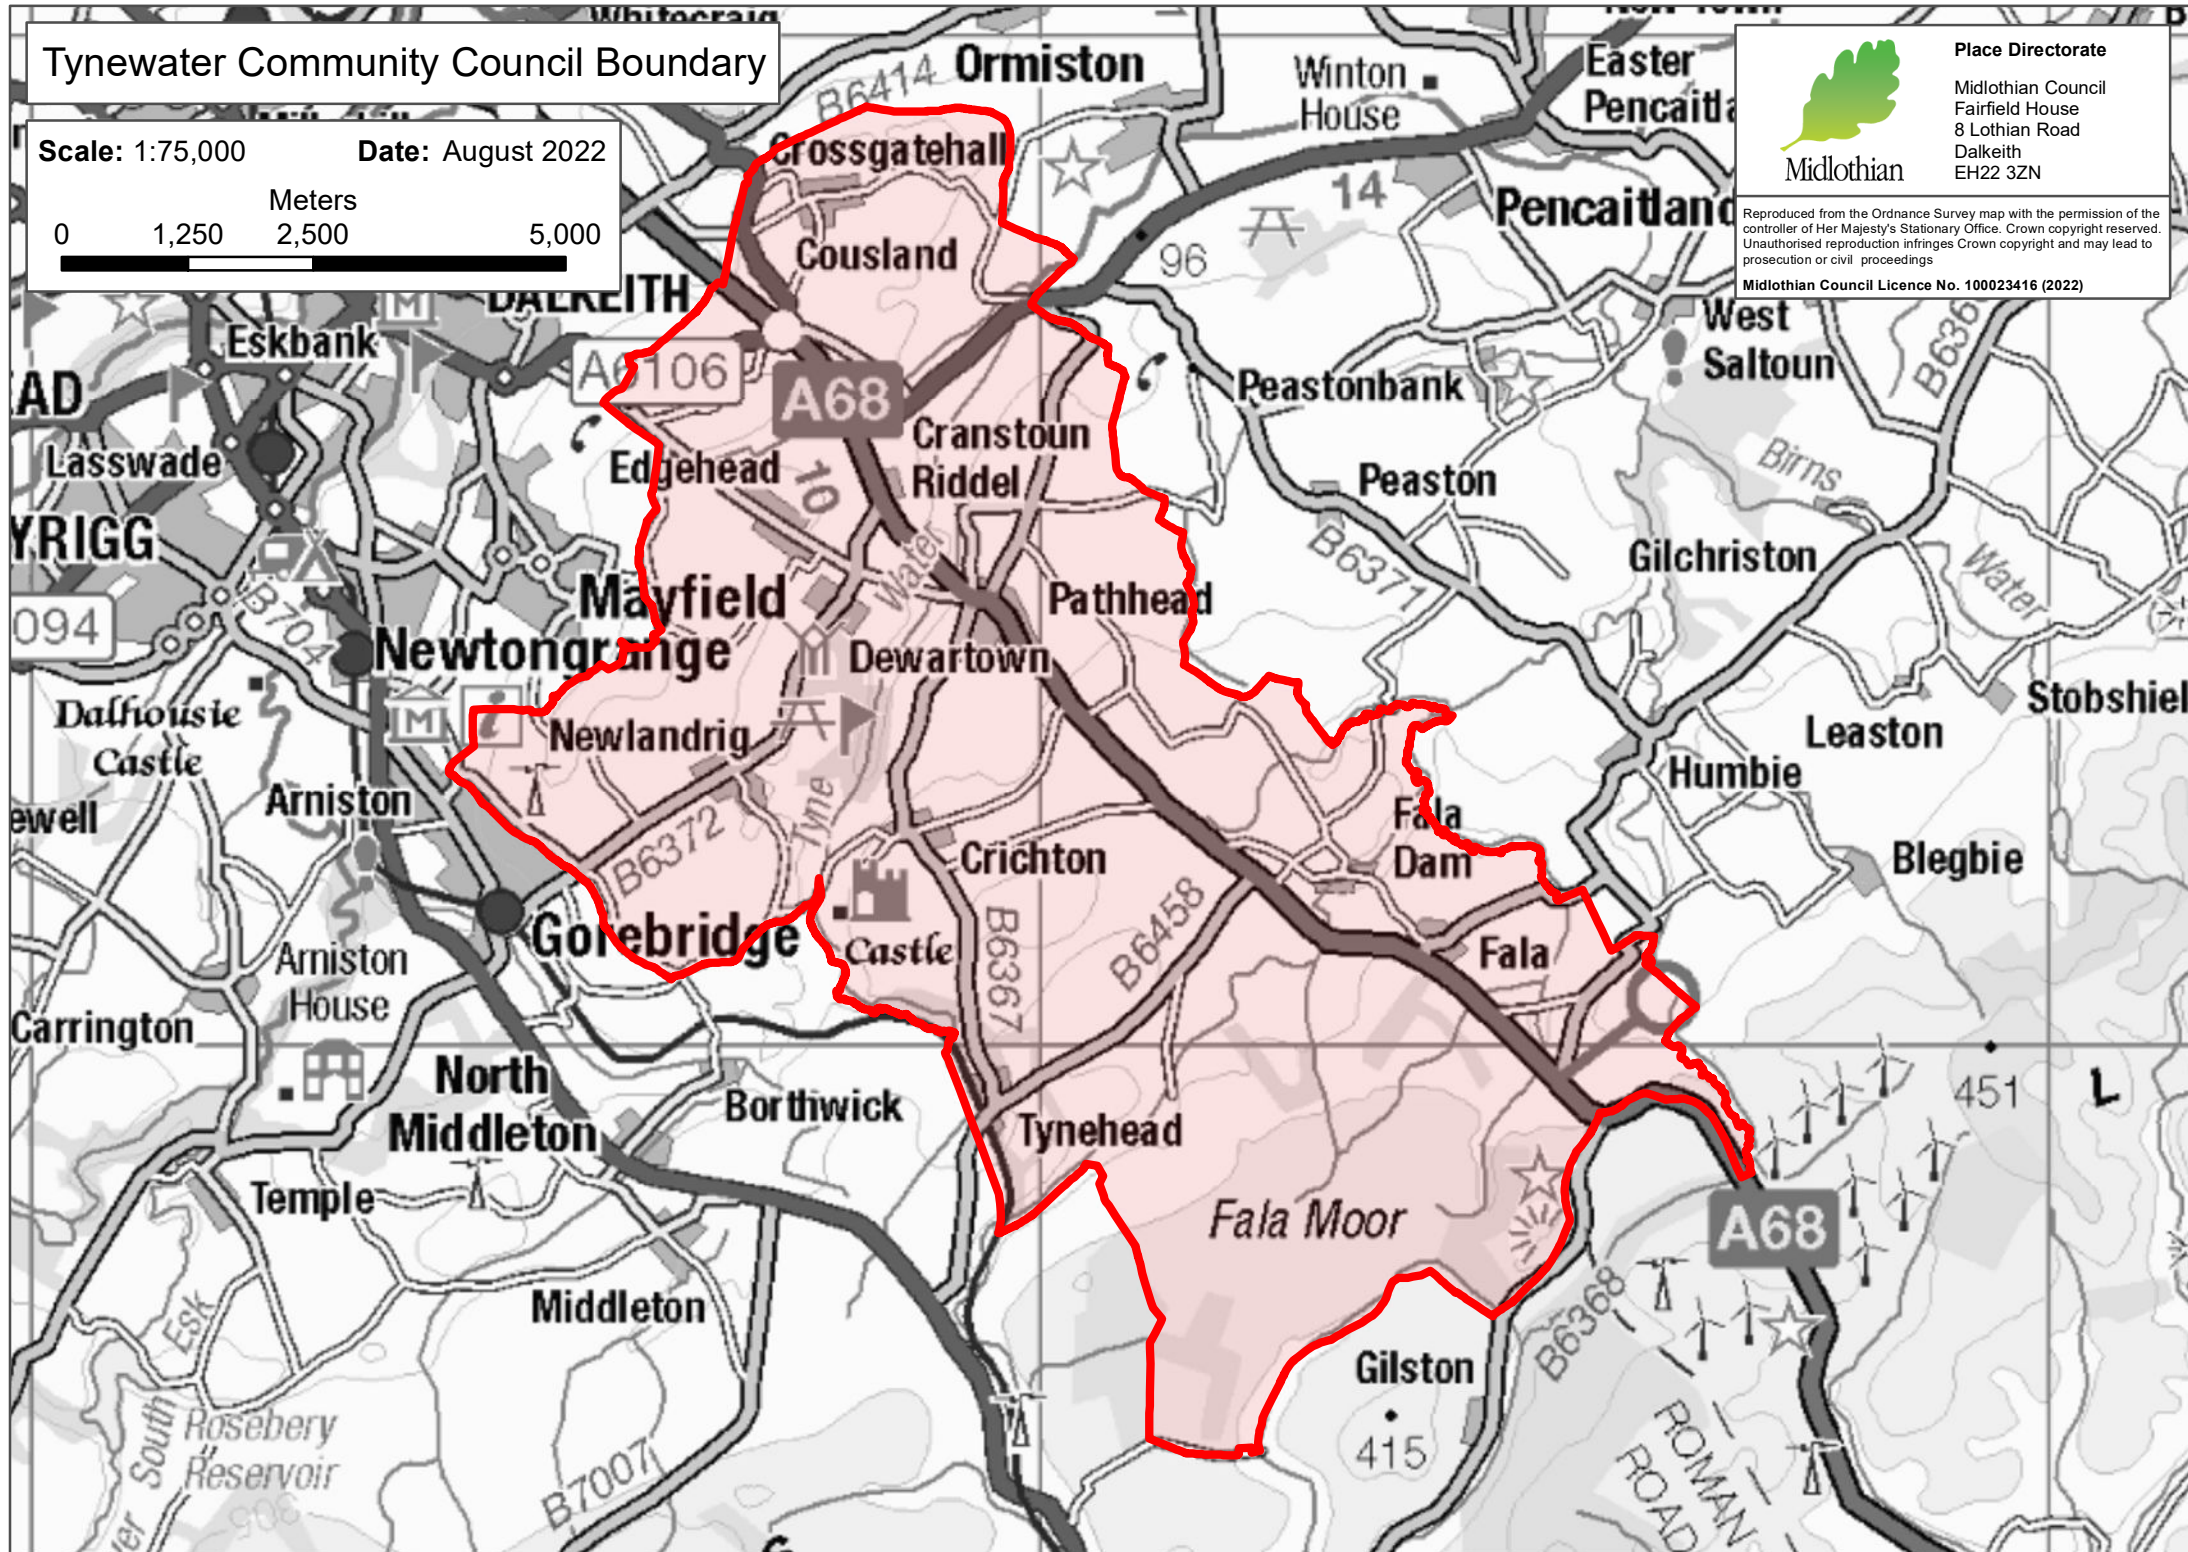 Tynewater Community Council Boundary
Scale: 1:75,000 Date: August 2022
Meters
0 1,250 2,500 5,000
Place Directorate
Midlothian Council
Fairfield House
8 Lothian Road
Dalkeith
EH22 3ZN
Midlothian
Reproduced from the Ordnance Survey map with the permission of the
controller of Her Majesty's Stationary Office. Crown copyright reserved.
Unauthorised reproduction infringes Crown copyright and may lead to
prosecution or civil proceedings
Midlothian Council Licence No. 100023416 (2022)
Whitecraig
B6414
Ormiston
Winton
House
Easter
Crossgatehall
14
Pencaitland
Cousland
96
DALKEITH
Eskbank
A6106
A68
West
Saltoun
Peastonbank
Cranstoun
Riddel
Lasswade
Edgehead
10
Peaston
Birns
Water
B6371
Gilchriston
Water
094
B704
Mayfield
Newtongrange
Pathhead
Dewartown
Dalhousie
Castle
Newlandrig
Leaston
Humbie
Arniston
B6372
Tyne
Fala
Dam
Crichton
Blegbie
Gorebridge
Castle
B6367
B6458
Fala
Arniston
House
Carrington
North
Middleton
Borthwick
Tynehead
451
L
Temple
Fala Moor
A68
Middleton
B6368
Gilston
415
Esk
South
Rosebery
Reservoir
B7007
ROMAN
ROAD